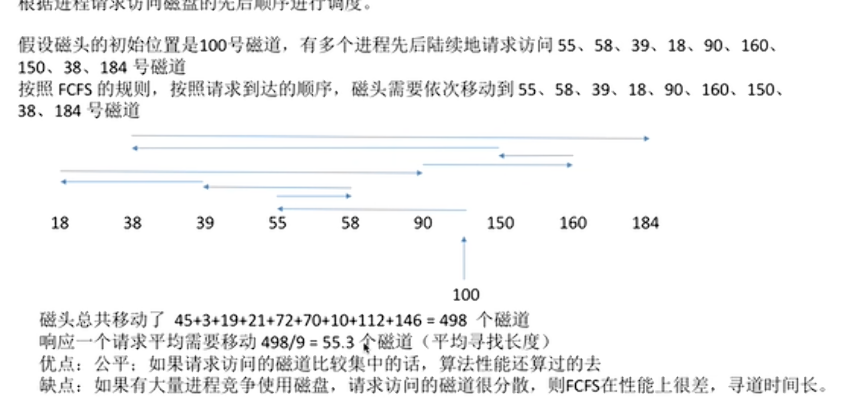 根据进程请求访问磁盘的先后顺序进行调度。
假设磁头的初始位置是100号磁道，有多个进程先后陆续地请求访问 55、58、39、18、90、160、
150、38、184 号磁道
按照 FCFS 的规则，按照请求到达的顺序，磁头需要依次移动到 55、58、39、18、90、160、150、
38、184 号磁道
18 38 39 55 58 90 150 160 184
100
磁头总共移动了 45+3+19+21+72+70+10+112+146 = 498 个磁道
响应一个请求平均需要移动 498/9 = 55.3 个磁道（平均寻找长度）
优点：公平；如果请求访问的磁道比较集中的话，算法性能还算过的去
缺点：如果有大量进程竞争使用磁盘，请求访问的磁道很分散，则FCFS在性能上很差，寻道时间长。